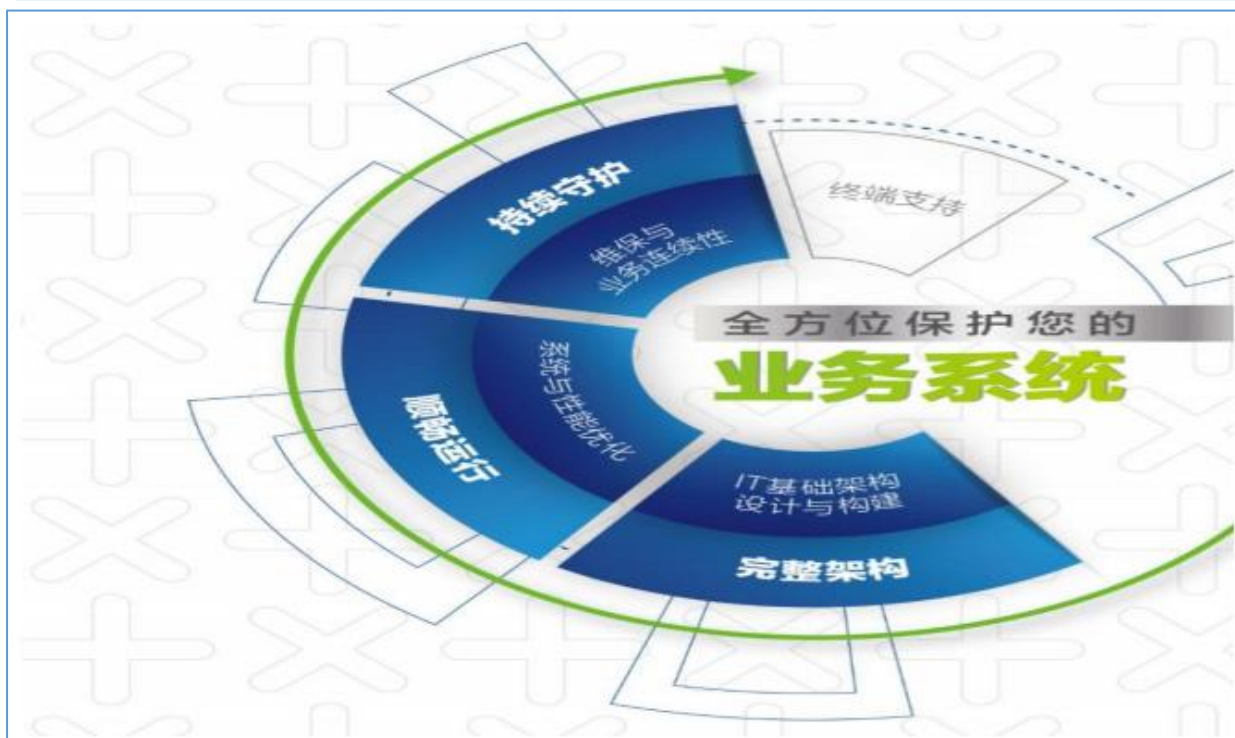 持续守护
维保与
业务连续性
终端支持
全方位保护您的
业务系统
系统与性能优化
顺畅运行
IT基础架构
设计与构建
完整架构